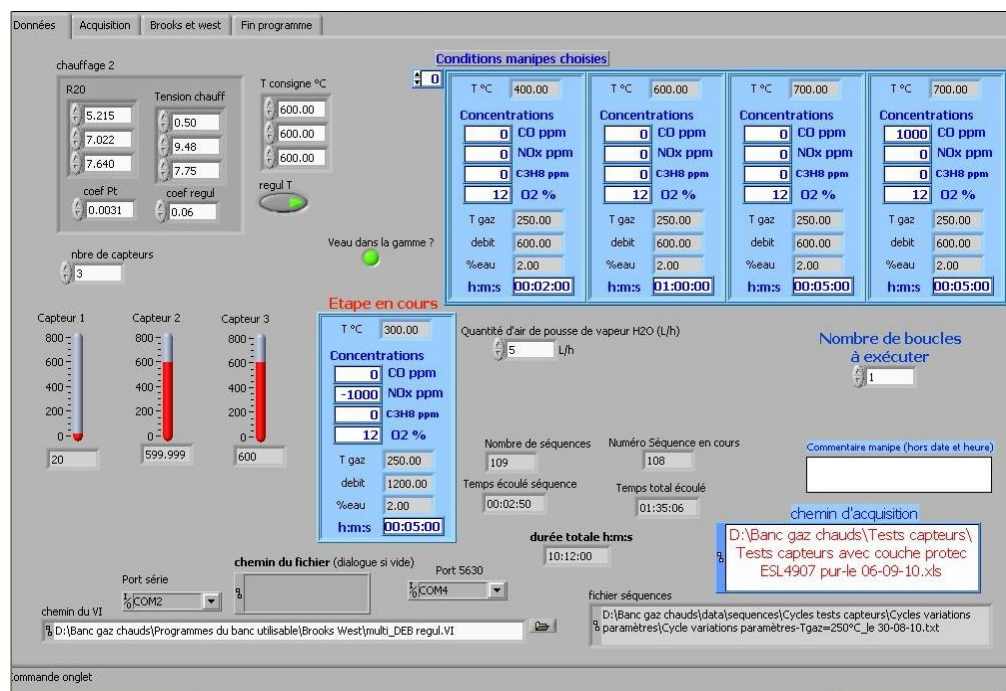 Données Acquisition Brooks et west Fin programme
Conditions manipes choisies
0
chauffage 2
R20
5.215
7.022
7.640
Tension chauff
0.50
9.48
7.75
coef Pt
0.0031
coef regul
0.06
T consigne °C
600.00
600.00
600.00
regul T
T °C 400.00
Concentrations
0 CO ppm
0 NOx ppm
0 C3H8 ppm
12 O2 %
T gaz 250.00
debit 600.00
%eau 2.00
h:m:s 00:02:00
T °C 600.00
Concentrations
0 CO ppm
0 NOx ppm
0 C3H8 ppm
12 O2 %
T gaz 250.00
debit 600.00
%eau 2.00
h:m:s 01:00:00
T °C 700.00
Concentrations
0 CO ppm
0 NOx ppm
0 C3H8 ppm
12 O2 %
T gaz 250.00
debit 600.00
%eau 2.00
h:m:s 00:05:00
T °C 700.00
Concentrations
1000 CO ppm
0 NOx ppm
0 C3H8 ppm
12 O2 %
T gaz 250.00
debit 600.00
%eau 2.00
h:m:s 00:05:00
nbre de capteurs
3
Veau dans la gamme ?
Capteur 1
800
600
400
200
0
20
Capteur 2
800
600
400
200
0
599.999
Capteur 3
800
600
400
200
0
600
Etape en cours
T °C 300.00
Concentrations
0 CO ppm
-1000 NOx ppm
0 C3H8 ppm
12 O2 %
T gaz 250.00
debit 1200.00
%eau 2.00
h:m:s 00:05:00
Quantité d'air de pousse de vapeur H2O (L/h)
5 L/h
Nombre de boucles
à exécuter
1
Nombre de séquences
109
Numéro Séquence en cours
108
Temps écoulé séquence
00:02:50
Temps total écoulé
01:35:06
Commentaire manipe (hors date et heure)
chemin d'acquisition
D:\Banc gaz chauds\Tests capteurs\
Tests capteurs avec couche protec
ESL4907 pur-le 06-09-10.xls
durée totale h:m:s
10:12:00
Port série
COM2
chemin du fichier (dialogue si vide)
Port 5630
COM4
chemin du VI
D:\Banc gaz chauds\Programmes du banc utilisable\Brooks West\multi_DEB regul.VI
fichier séquences
D:\Banc gaz chauds\data\sequences\Cycles tests capteurs\Cycles variations
paramètres\Cycle variations paramètres-Tgaz=250°C_le 30-08-10.txt
ommande onglet